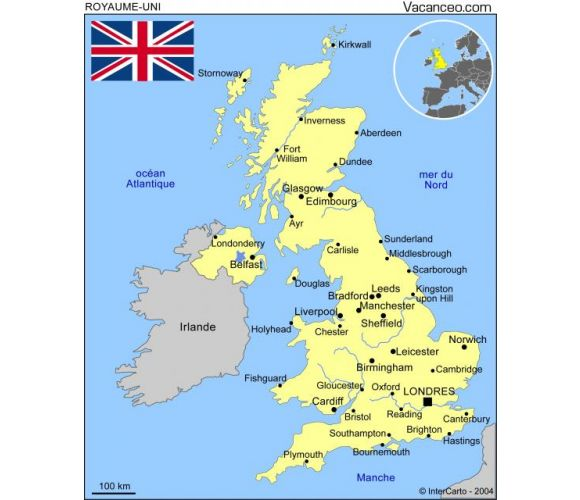 ROYAUME-UNI
Vacanceo.com
Kirkwall
Stornoway
Inverness
Aberdeen
Fort
William
Dundee
océan
Atlantique
mer du
Nord
Glasgow
Edimbourg
Ayr
Londonderry
Sunderland
Carlisle
Middlesbrough
Belfast
Scarborough
Douglas
Leeds
Kingston
upon Hill
Bradford
Manchester
Liverpool
Sheffield
Irlande
Holyhead
Chester
Norwich
Leicester
Birmingham
Cambridge
Fishguard
Gloucester
Oxford
LONDRES
Cardiff
Bristol
Reading
Canterbury
Southampton
Brighton
Hastings
Plymouth
Bournemouth
Manche
100 km
© InterCarto - 2004